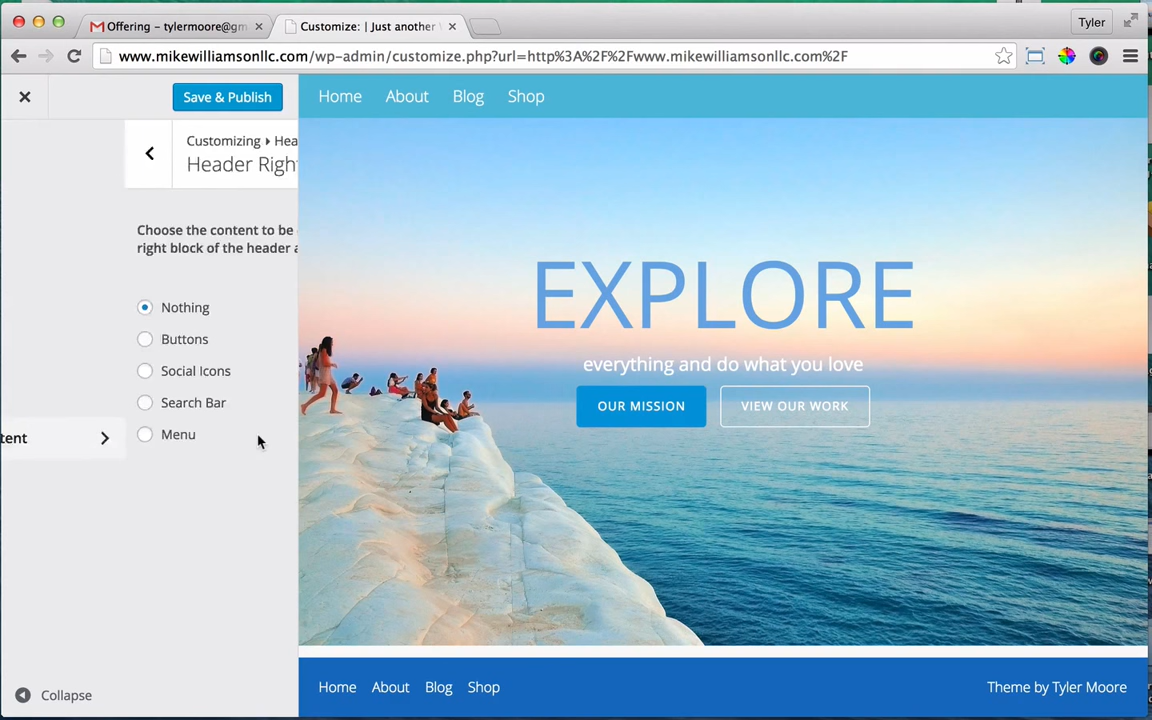 Offering – tylermoore@gm
Customize: | Just another
Tyler
www.mikewilliamsonllc.com/wp-admin/customize.php?url=http%3A%2F%2Fwww.mikewilliamsonllc.com%2F
Save & Publish
Customizing ▸ Hea
Header Righ
Choose the content to be
right block of the header a
Nothing
Buttons
Social Icons
Search Bar
Menu
tent
Collapse
Home About Blog Shop
EXPLORE
everything and do what you love
OUR MISSION VIEW OUR WORK
Home About Blog Shop Theme by Tyler Moore